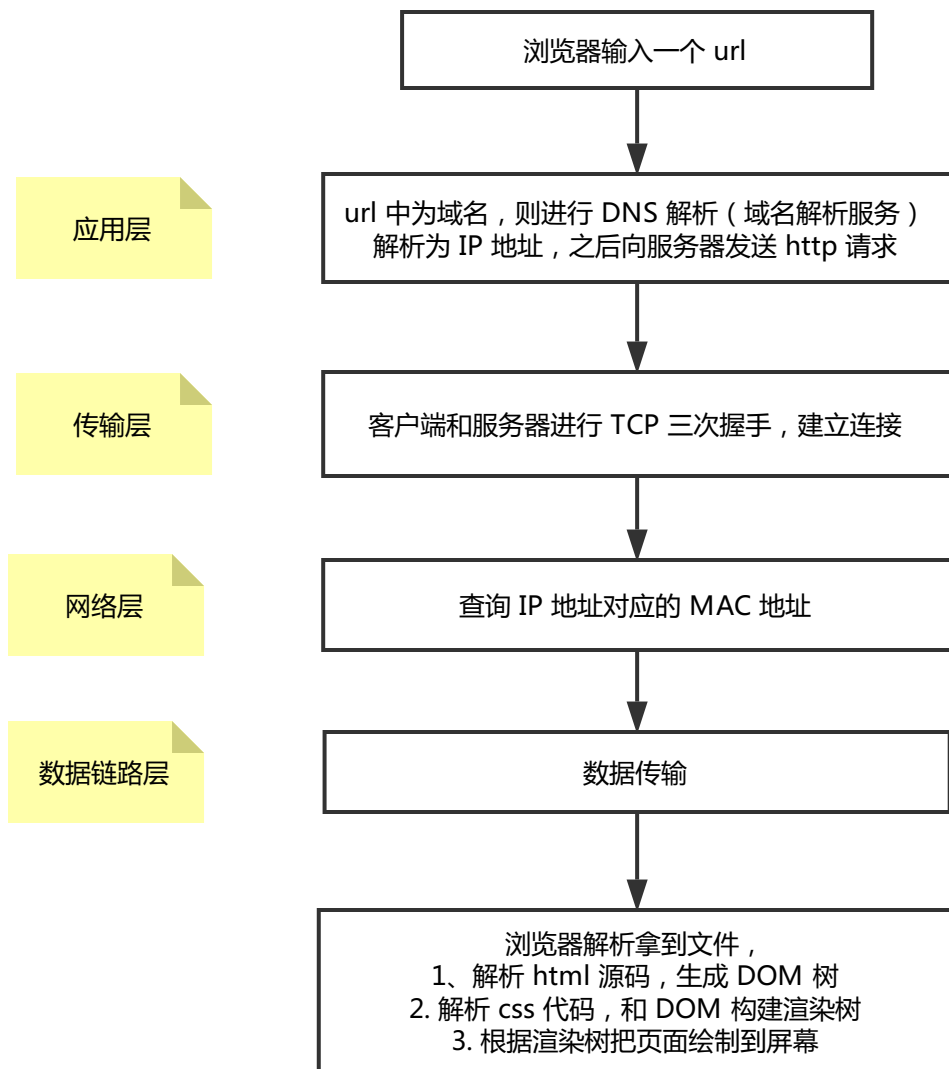 浏览器输入一个 url
应用层
url 中为域名，则进行 DNS 解析（域名解析服务）
解析为 IP 地址，之后向服务器发送 http 请求
传输层
客户端和服务器进行 TCP 三次握手，建立连接
网络层
查询 IP 地址对应的 MAC 地址
数据链路层
数据传输
浏览器解析拿到文件，
1、解析 html 源码，生成 DOM 树
2. 解析 css 代码，和 DOM 构建渲染树
3. 根据渲染树把页面绘制到屏幕